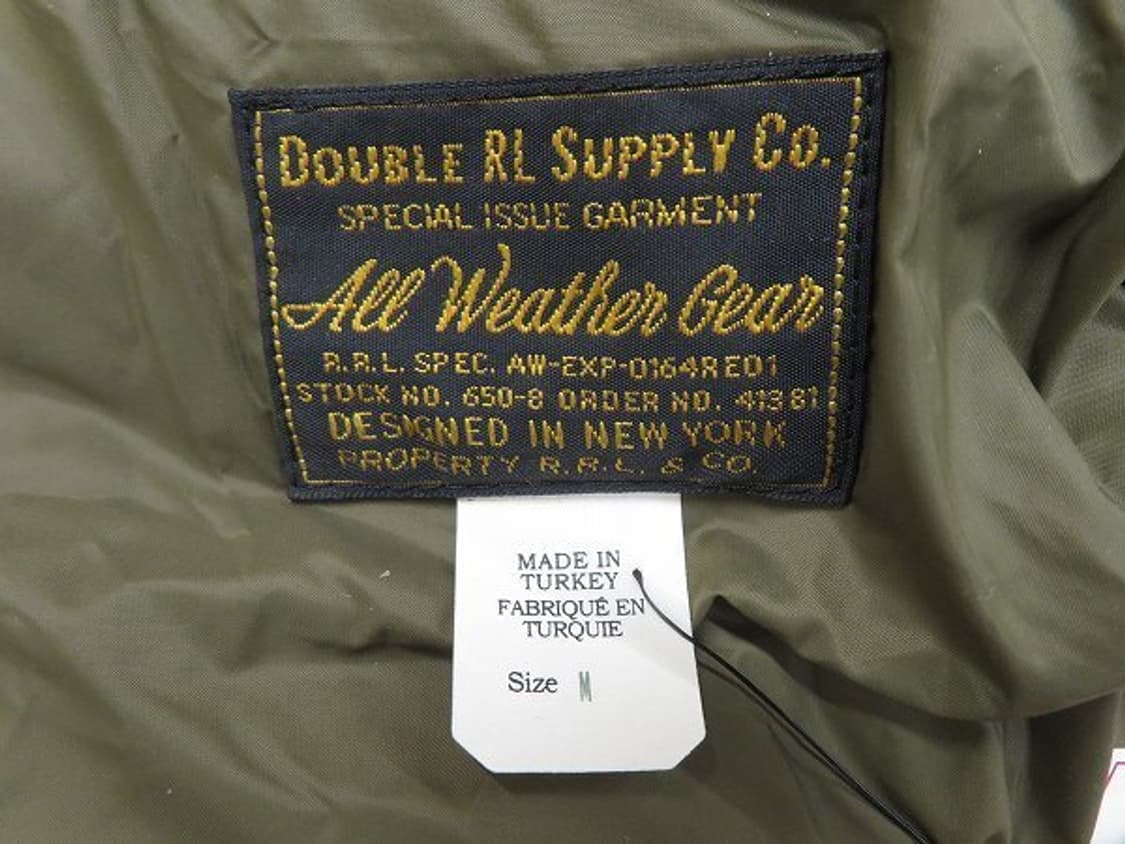 DOUBLE RL SUPPLY CO.
SPECIAL ISSUE GARMENT
All Weather Gear
R.R.L. SPEC. AW-EXP-0164RED1
STOCK NO. 650-8 ORDER NO. 41381
DESIGNED IN NEW YORK
PROPERTY R.R.L. & CO.
MADE IN
TURKEY
FABRIQUÉ EN
TURQUIE
Size M